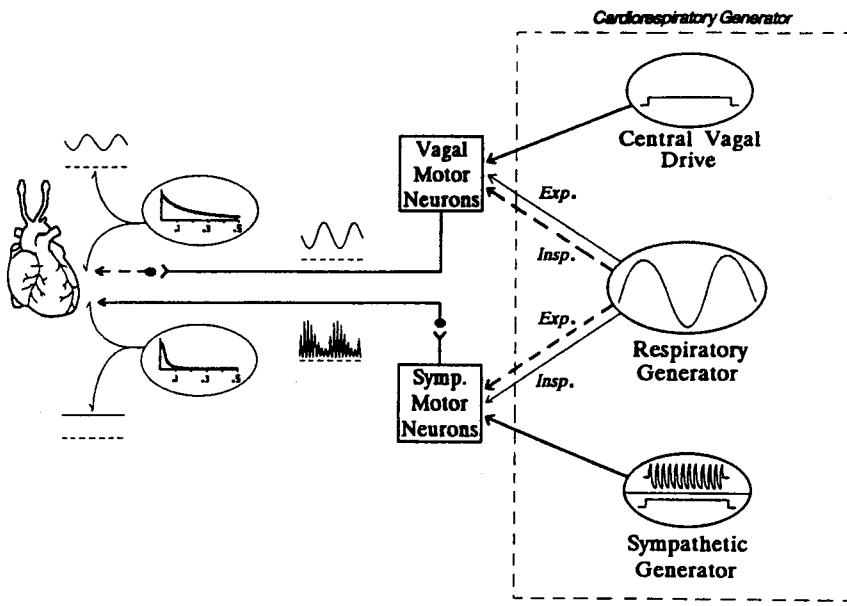 Cardiorespiratory Generator
Central Vagal
Drive
Vagal
Motor
Neurons
Exp.
Insp.
.1 .3 .5
Exp.
Insp.
Respiratory
Generator
.1 .3 .5
Symp.
Motor
Neurons
Sympathetic
Generator